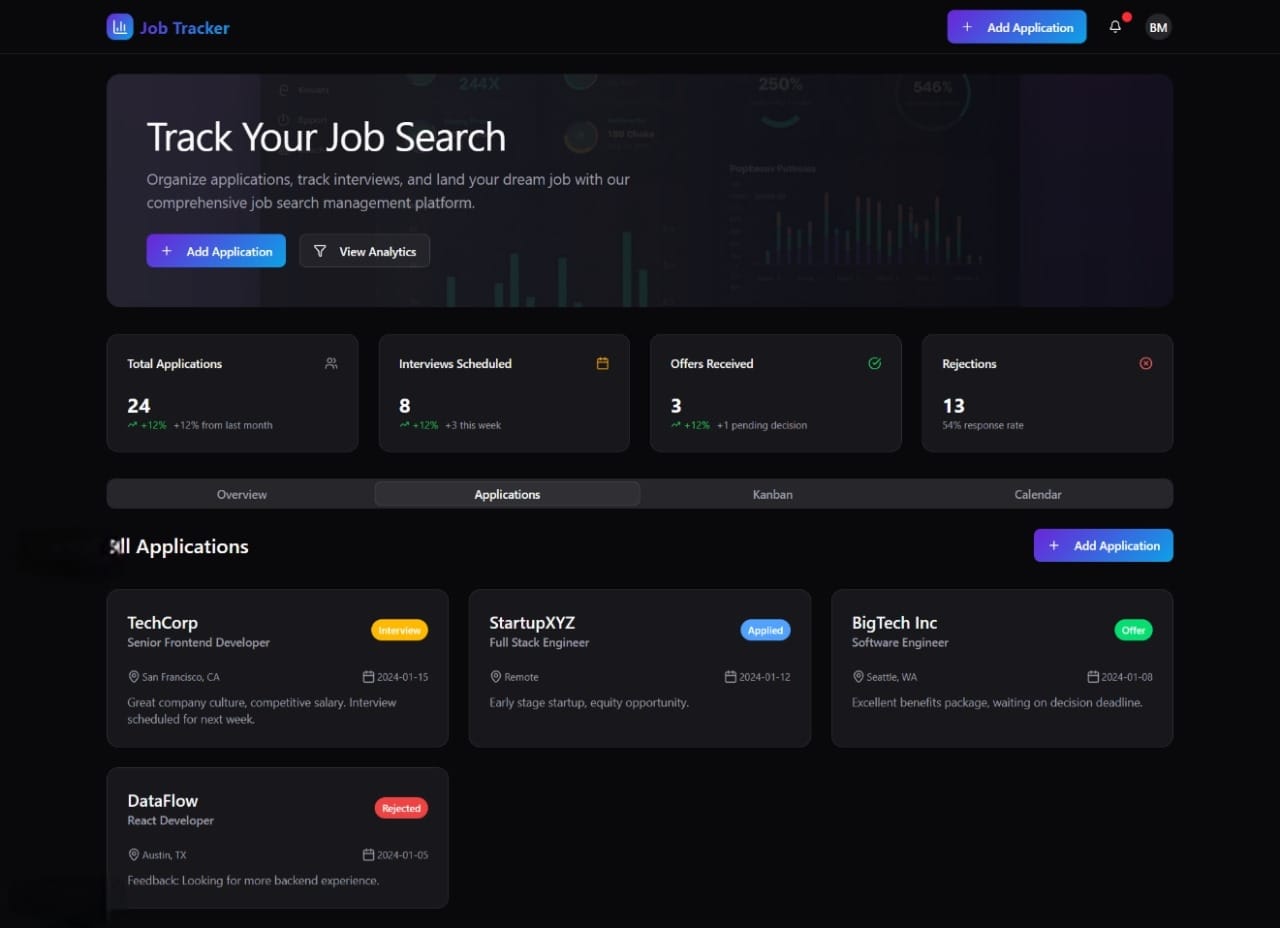 Job Tracker
+ Add Application
BM
244X
250%
546%
Track Your Job Search
Organize applications, track interviews, and land your dream job with our
comprehensive job search management platform.
+ Add Application
View Analytics
Total Applications
24
+12% +12% from last month
Interviews Scheduled
8
+12% +3 this week
Offers Received
3
+12% +1 pending decision
Rejections
13
54% response rate
Overview
Applications
Kanban
Calendar
ll Applications
+ Add Application
TechCorp
Senior Frontend Developer
Interview
San Francisco, CA
2024-01-15
Great company culture, competitive salary. Interview
scheduled for next week.
StartupXYZ
Full Stack Engineer
Applied
Remote
2024-01-12
Early stage startup, equity opportunity.
BigTech Inc
Software Engineer
Offer
Seattle, WA
2024-01-08
Excellent benefits package, waiting on decision deadline.
DataFlow
React Developer
Rejected
Austin, TX
2024-01-05
Feedback: Looking for more backend experience.